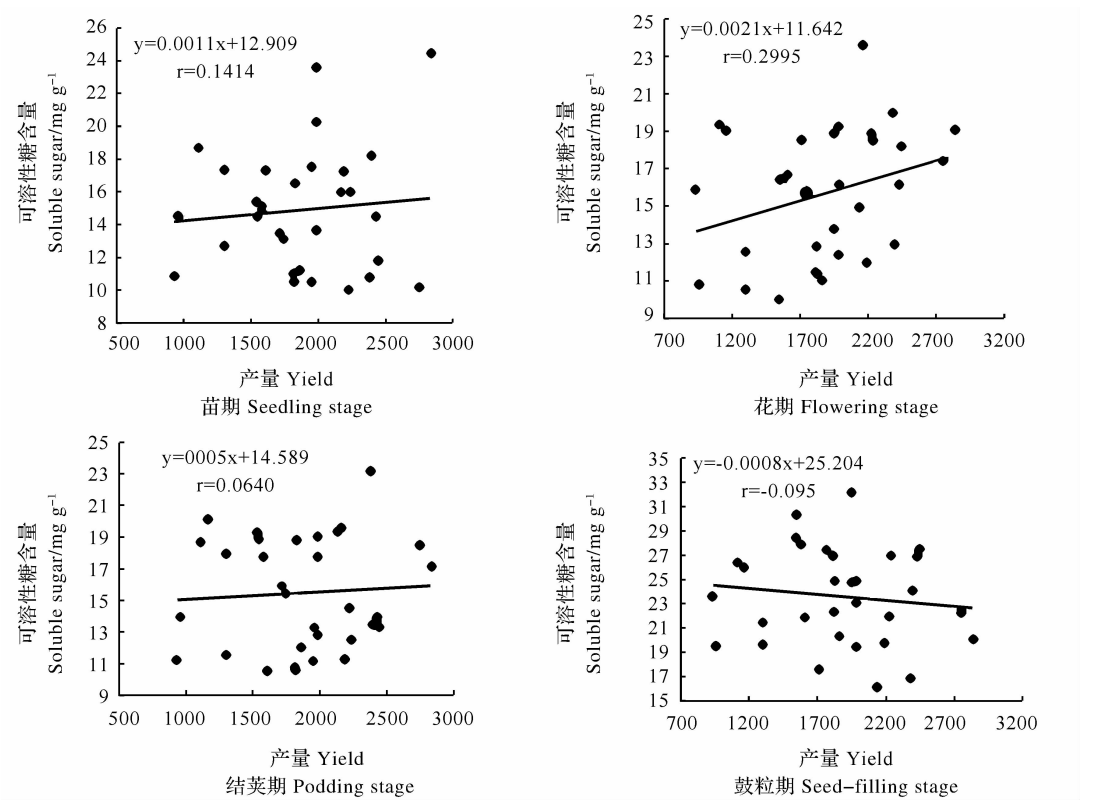 y=0.0011x+12.909
r=0.1414
可溶性糖含量
Soluble sugar/mg g⁻¹
26
24
22
20
18
16
14
12
10
8
500 1000 1500 2000 2500 3000
产量 Yield
苗期 Seedling stage
y=0.0021x+11.642
r=0.2995
可溶性糖含量
Soluble sugar/mg g⁻¹
25
23
21
19
17
15
13
11
9
700 1200 1700 2200 2700 3200
产量 Yield
花期 Flowering stage
y=0005x+14.589
r=0.0640
可溶性糖含量
Soluble sugar/mg g⁻¹
25
23
21
19
17
15
13
11
9
500 1000 1500 2000 2500 3000
产量 Yield
结荚期 Podding stage
y=-0.0008x+25.204
r=-0.095
可溶性糖含量
Soluble sugar/mg g⁻¹
35
33
31
29
27
25
23
21
19
17
15
700 1200 1700 2200 2700 3200
产量 Yield
鼓粒期 Seed-filling stage